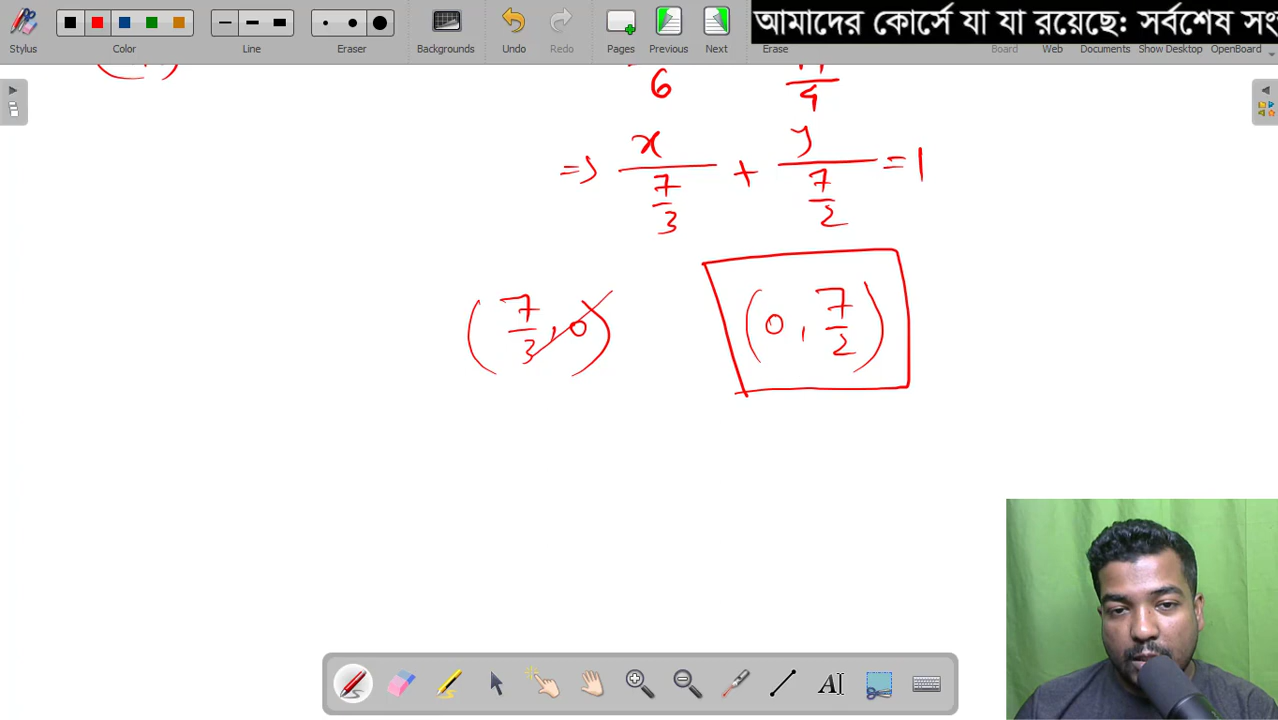 আমাদের কোর্সে যা যা রয়েছে: সর্বশেষ সং
Stylus Color Line Eraser Backgrounds Undo Redo Pages Previous Next Erase Board Web Documents Show Desktop OpenBoard
6 4
=> x/(7/3) + y/(7/2) = 1
(7/3, 0) (0, 7/2)